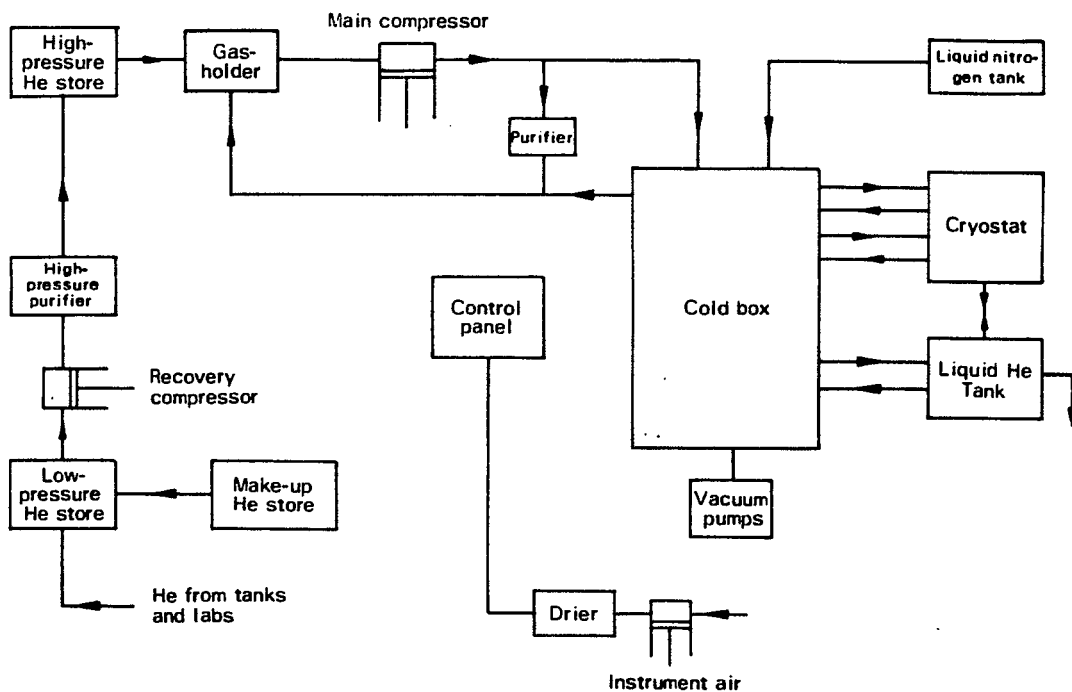 Main compressor
High-
pressure
He store
Gas-
holder
Liquid nitro-
gen tank
Purifier
Cryostat
High-
pressure
purifier
Control
panel
Cold box
Liquid He
Tank
Recovery
compressor
Low-
pressure
He store
Make-up
He store
Vacuum
pumps
He from tanks
and labs
Drier
Instrument air